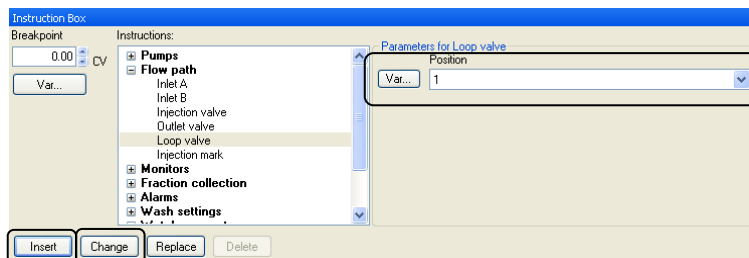 Instruction Box
Breakpoint
0.00 CV
Var...
Instructions:
Pumps
Flow path
Inlet A
Inlet B
Injection valve
Outlet valve
Loop valve
Injection mark
Monitors
Fraction collection
Alarms
Wash settings
Parameters for Loop valve
Position
Var... 1
Insert Change Replace Delete